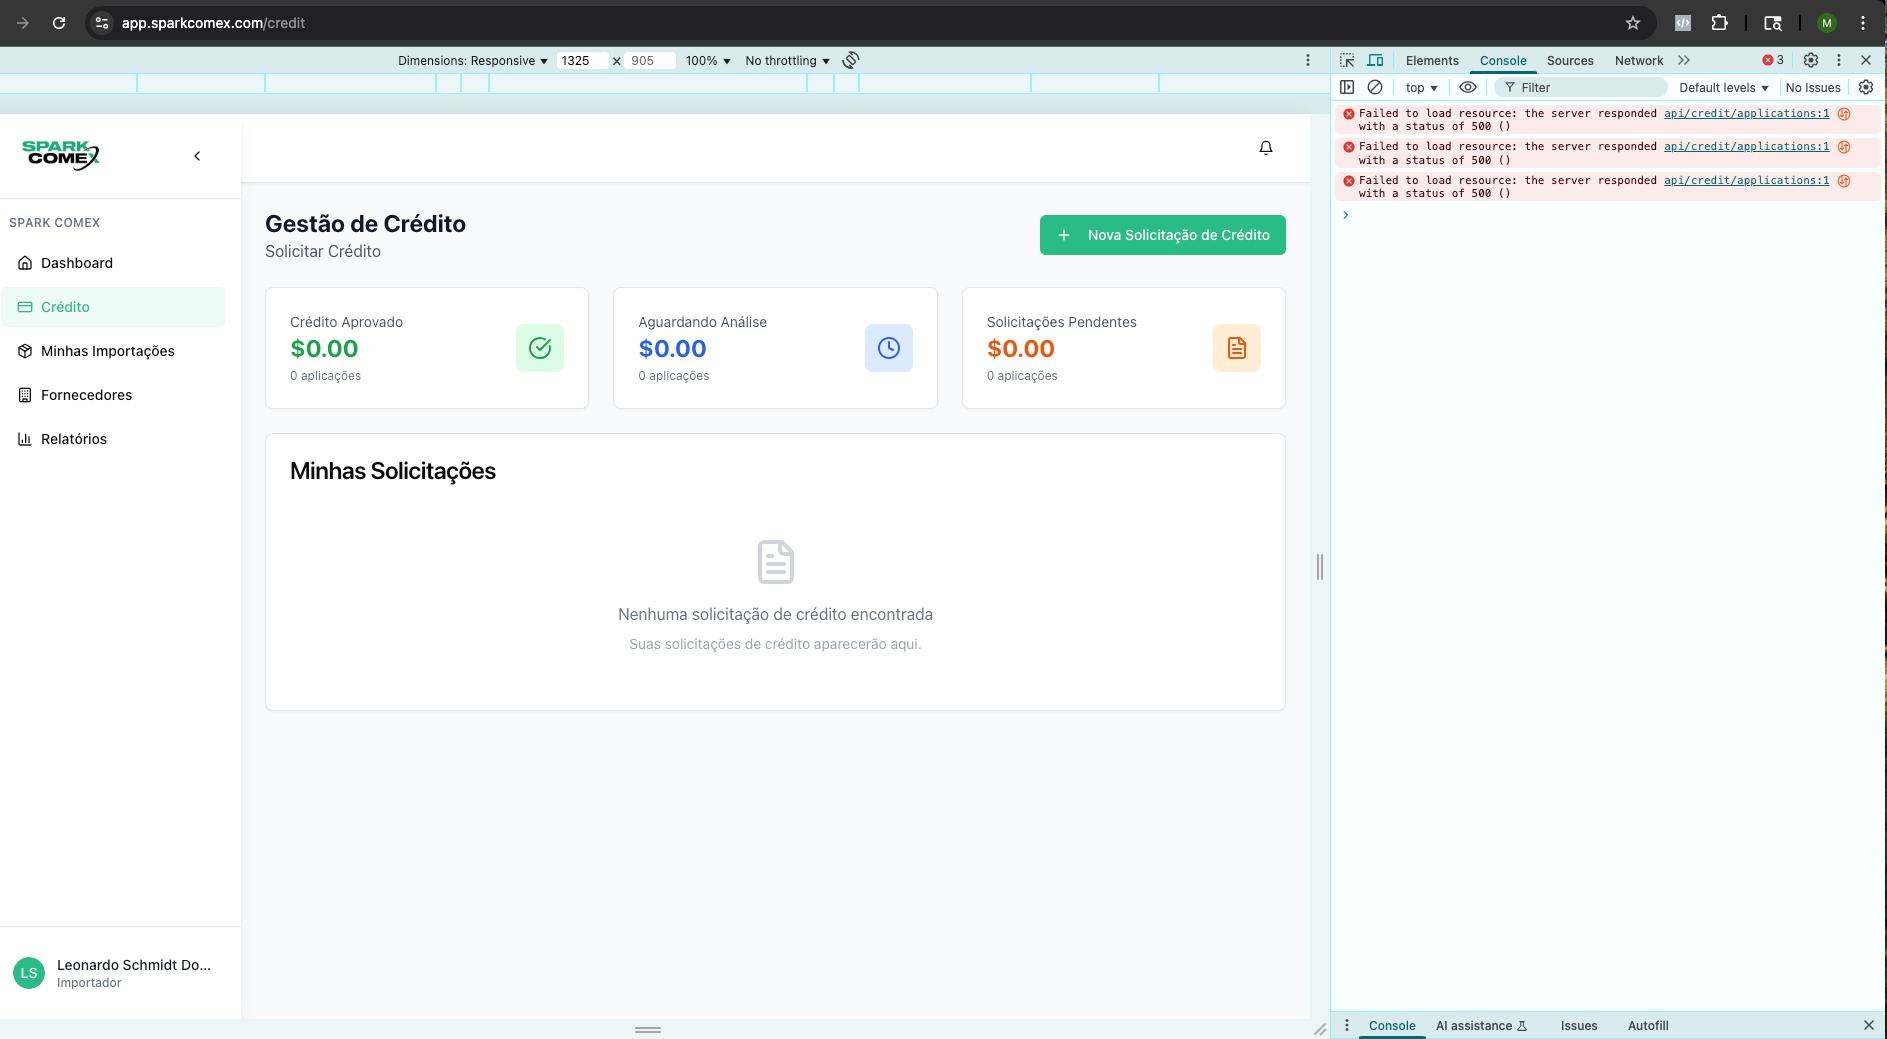 app.sparkcomex.com/credit
M
Dimensions: Responsive
1325 × 905
100%
No throttling
Elements
Console
Sources
Network
3
top
Filter
Default levels
No Issues
Failed to load resource: the server responded api/credit/applications:1
with a status of 500 ()
Failed to load resource: the server responded api/credit/applications:1
with a status of 500 ()
Failed to load resource: the server responded api/credit/applications:1
with a status of 500 ()
SPARK
COMEX
SPARK COMEX
Dashboard
Crédito
Minhas Importações
Fornecedores
Relatórios
LS
Leonardo Schmidt Do...
Importador
Gestão de Crédito
Solicitar Crédito
Nova Solicitação de Crédito
Crédito Aprovado
$0.00
0 aplicações
Aguardando Análise
$0.00
0 aplicações
Solicitações Pendentes
$0.00
0 aplicações
Minhas Solicitações
Nenhuma solicitação de crédito encontrada
Suas solicitações de crédito aparecerão aqui.
Console
AI assistance
Issues
Autofill